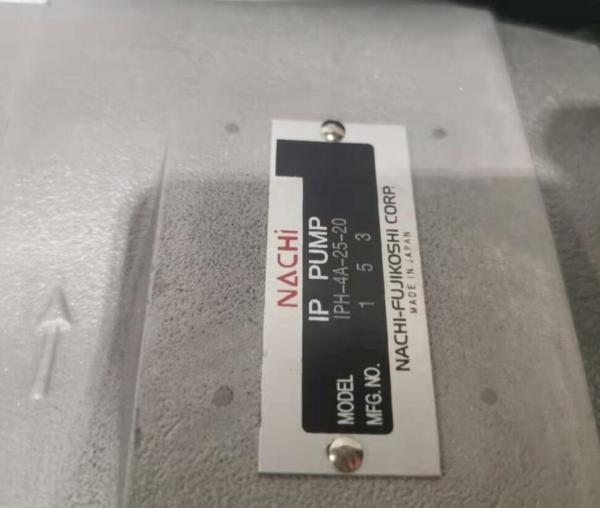 NACHi
IP PUMP
MODEL IPH-4A-25-20
MFG. NO. 1 5 3
NACHI-FUJIKOSHI CORP.
MADE IN JAPAN